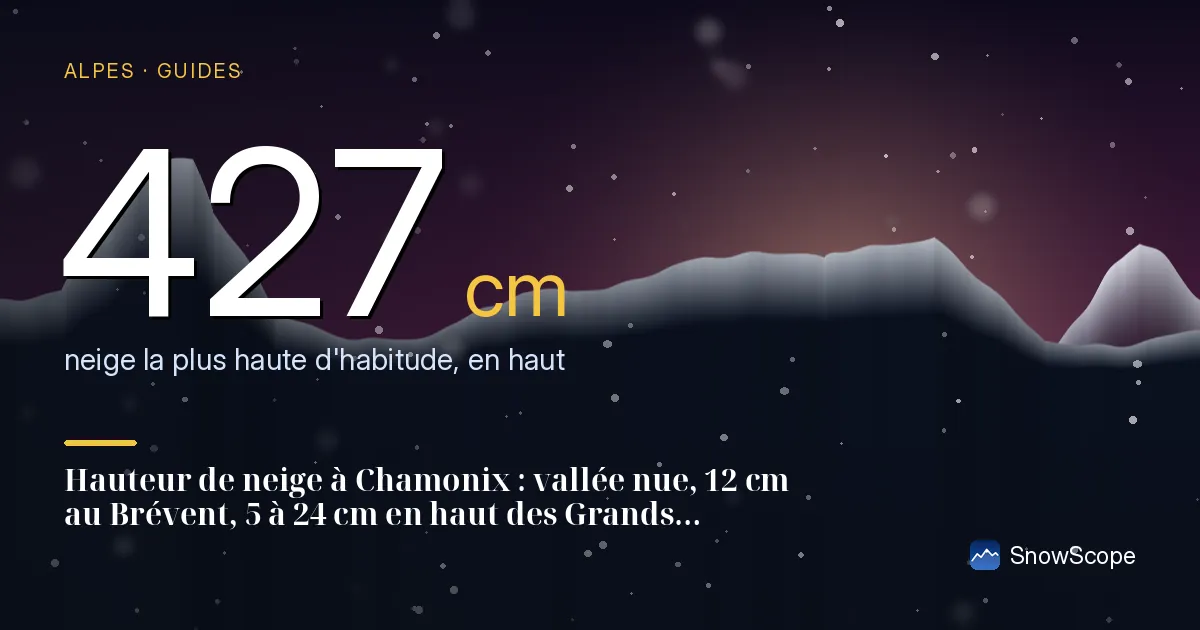 ALPES · GUIDES
427 cm
neige la plus haute d'habitude, en haut
Hauteur de neige à Chamonix : vallée nue, 12 cm
au Brévent, 5 à 24 cm en haut des Grands…
SnowScope